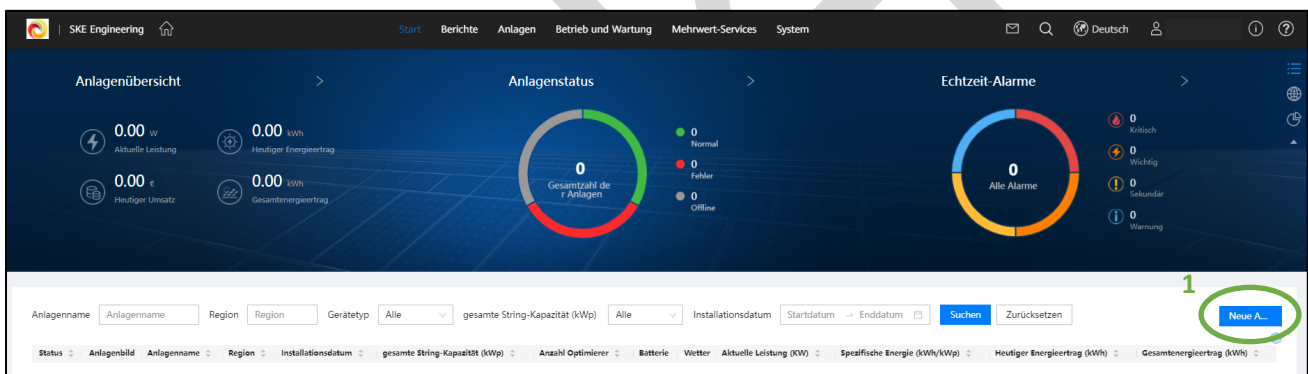 SKE Engineering
Start Berichte Anlagen Betrieb und Wartung Mehrwert-Services System
Deutsch
Anlagenübersicht >
0.00 W
Aktuelle Leistung
0.00 kWh
Heutiger Energieertrag
0.00 €
Heutiger Umsatz
0.00 kWh
Gesamtenergieertrag
Anlagenstatus >
0
Gesamtzahl de
r Anlagen
0
Normal
0
Fehler
0
Offline
Echtzeit-Alarme >
0
Alle Alarme
0
Kritisch
0
Wichtig
0
Sekundär
0
Warnung
1
Anlagenname Anlagenname Region Region Gerätetyp Alle gesamte String-Kapazität (kWp) Alle Installationsdatum Startdatum → Enddatum Suchen Zurücksetzen Neue A...
Status Anlagenbild Anlagenname Region Installationsdatum gesamte String-Kapazität (kWp) Anzahl Optimierer Batterie Wetter Aktuelle Leistung (KW) Spezifische Energie (kWh/kWp) Heutiger Energieertrag (kWh) Gesamtenergieertrag (kWh)